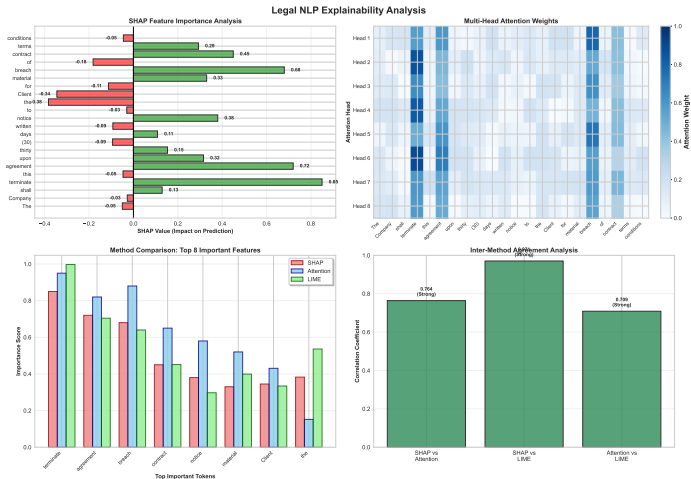 Legal NLP Explainability Analysis
SHAP Feature Importance Analysis
conditions
-0.05
terms
0.29
contract
0.45
of
-0.18
breach
0.68
material
0.33
for
-0.11
Client
-0.34
the
-0.38
to
-0.03
notice
0.38
written
-0.09
days
0.11
(30)
-0.09
thirty
0.15
upon
0.32
agreement
0.72
this
-0.05
terminate
0.85
shall
0.13
Company
-0.03
The
-0.05
−0.4 −0.2 0.0 0.2 0.4 0.6 0.8
SHAP Value (Impact on Prediction)
Multi-Head Attention Weights
Attention Head
Head 1
Head 2
Head 3
Head 4
Head 5
Head 6
Head 7
Head 8
The Company shall terminate this agreement upon thirty (30) days written notice to the Client for material breach of contract terms conditions
1.0
0.8
0.6
0.4
0.2
0.0
Attention Weight
Method Comparison: Top 8 Important Features
SHAP
Attention
LIME
Importance Score
1.0
0.8
0.6
0.4
0.2
0.0
terminate agreement breach contract notice material Client the
Top Important Tokens
Inter-Method Agreement Analysis
(Strong)
0.764
(Strong)
0.709
(Strong)
Correlation Coefficient
1.0
0.8
0.6
0.4
0.2
0.0
SHAP vs
Attention
SHAP vs
LIME
Attention vs
LIME